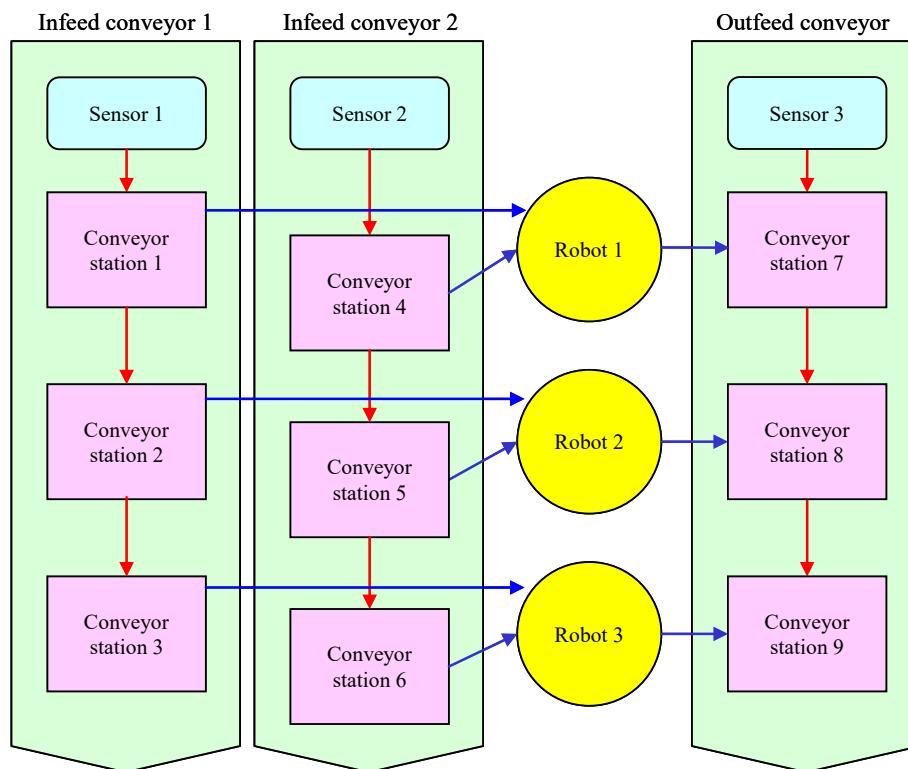 Infeed conveyor 1
Infeed conveyor 2
Outfeed conveyor
Sensor 1
Sensor 2
Sensor 3
Conveyor
station 1
Conveyor
station 4
Robot 1
Conveyor
station 7
Conveyor
station 2
Conveyor
station 5
Robot 2
Conveyor
station 8
Conveyor
station 3
Conveyor
station 6
Robot 3
Conveyor
station 9